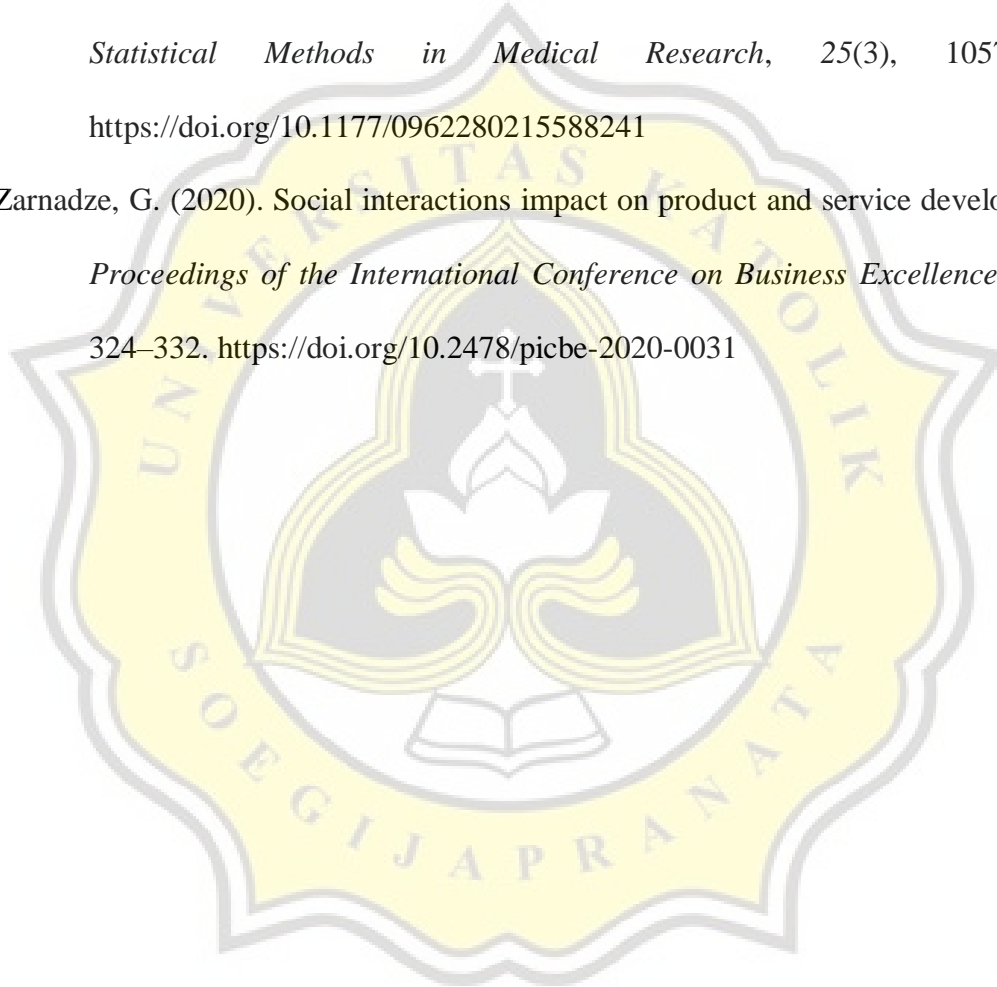 Statistical Methods in Medical Research, 25(3), 1057
https://doi.org/10.1177/0962280215588241
Zarnadze, G. (2020). Social interactions impact on product and service develo
Proceedings of the International Conference on Business Excellence
324–332. https://doi.org/10.2478/picbe-2020-0031
UNIVERSITAS KATOLIK
SOEGIJAPRANATA